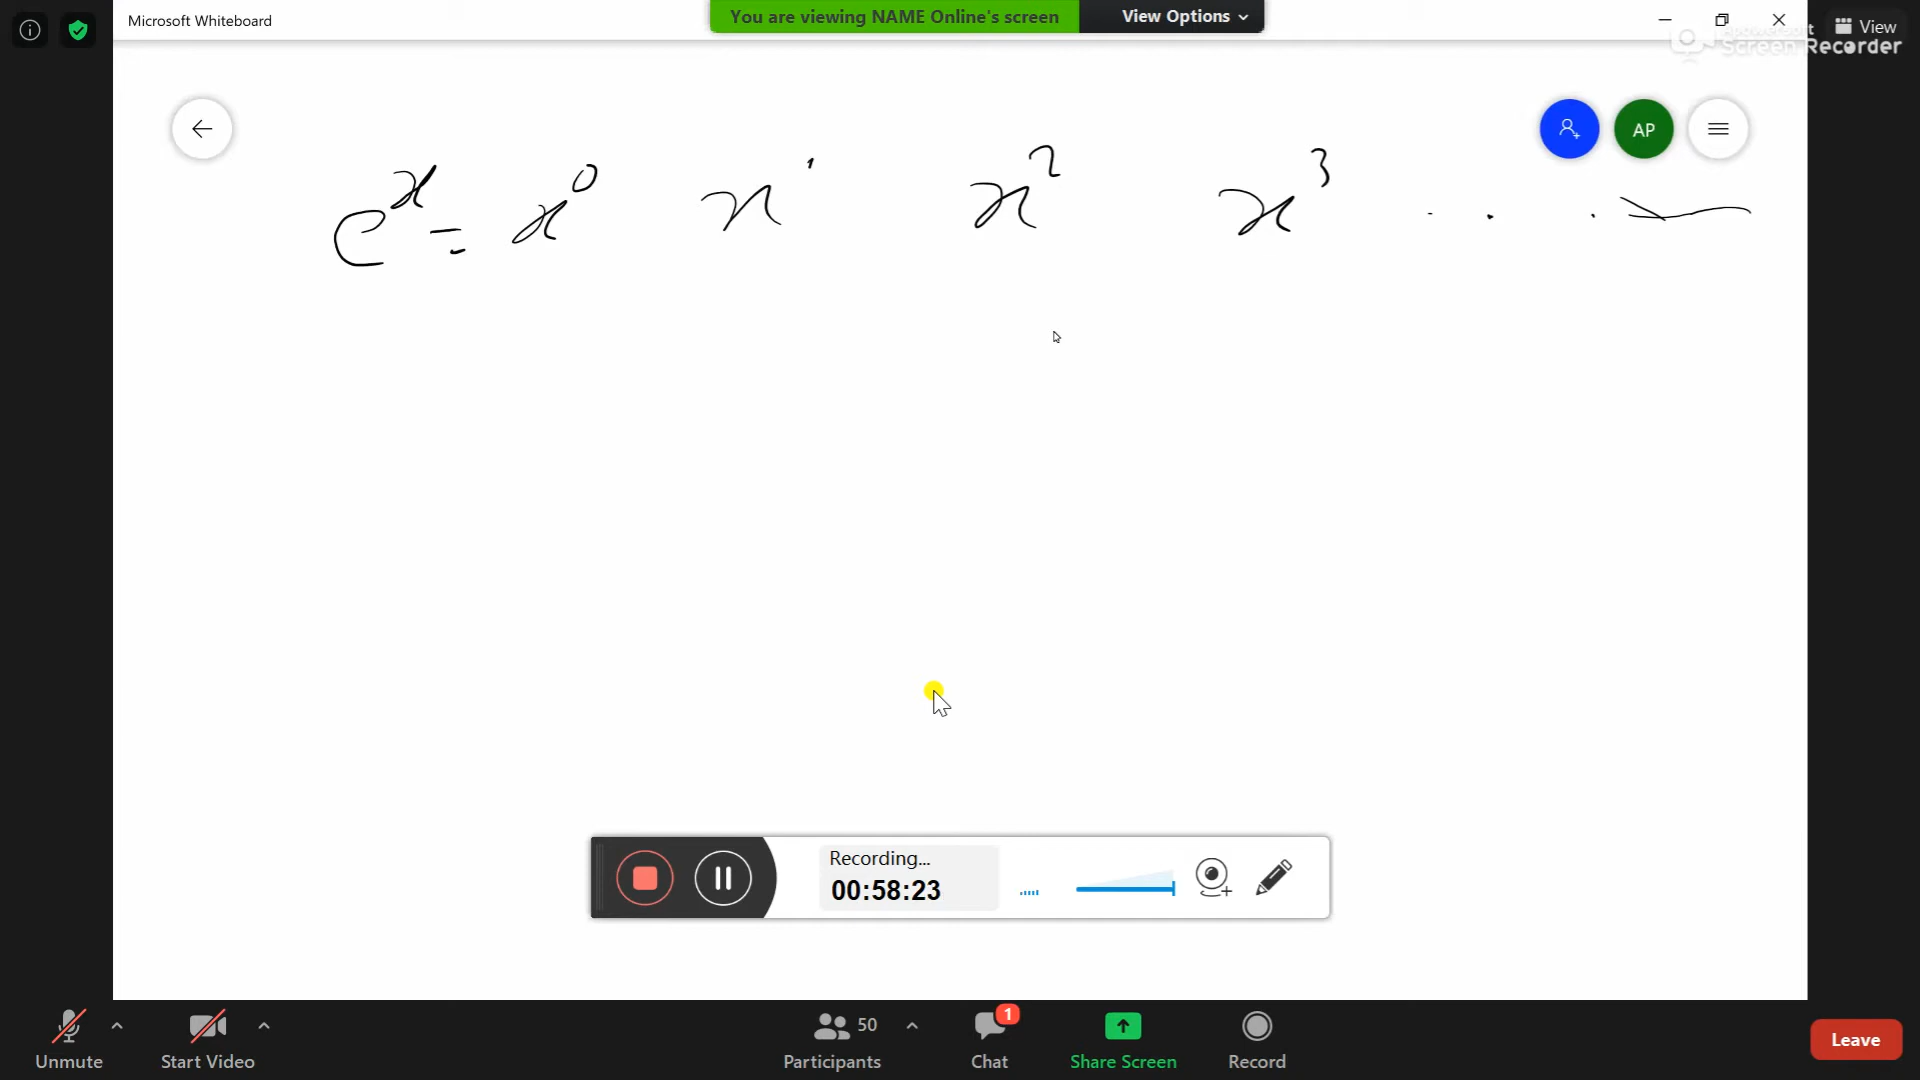 Microsoft Whiteboard
You are viewing NAME Online's screen
View Options
View
Apowersoft
Screen Recorder
AP
e^x = x^0 x^1 x^2 x^3 . . .
Recording...
00:58:23
Unmute
Start Video
50
Participants
1
Chat
Share Screen
Record
Leave